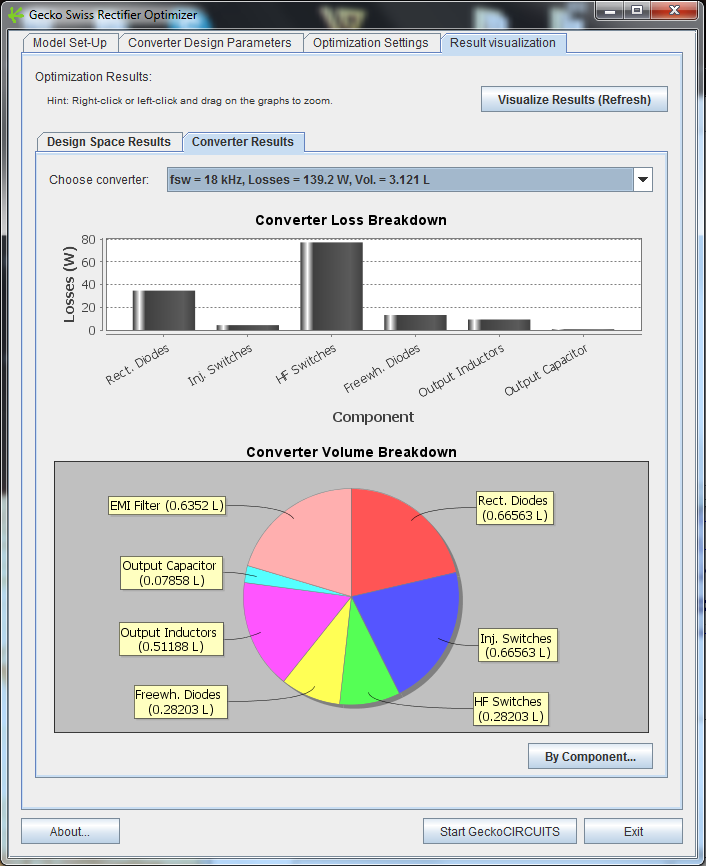 Gecko Swiss Rectifier Optimizer
Model Set-Up
Converter Design Parameters
Optimization Settings
Result visualization
Optimization Results:
Hint: Right-click or left-click and drag on the graphs to zoom.
Visualize Results (Refresh)
Design Space Results
Converter Results
Choose converter:
fsw = 18 kHz, Losses = 139.2 W, Vol. = 3.121 L
Converter Loss Breakdown
Losses (W)
80
60
40
20
0
Rect. Diodes
Inj. Switches
HF Switches
Freewh. Diodes
Output Inductors
Output Capacitor
Component
Converter Volume Breakdown
EMI Filter (0.6352 L)
Rect. Diodes
(0.66563 L)
Output Capacitor
(0.07858 L)
Output Inductors
(0.51188 L)
Inj. Switches
(0.66563 L)
Freewh. Diodes
(0.28203 L)
HF Switches
(0.28203 L)
By Component...
About...
Start GeckoCIRCUITS
Exit